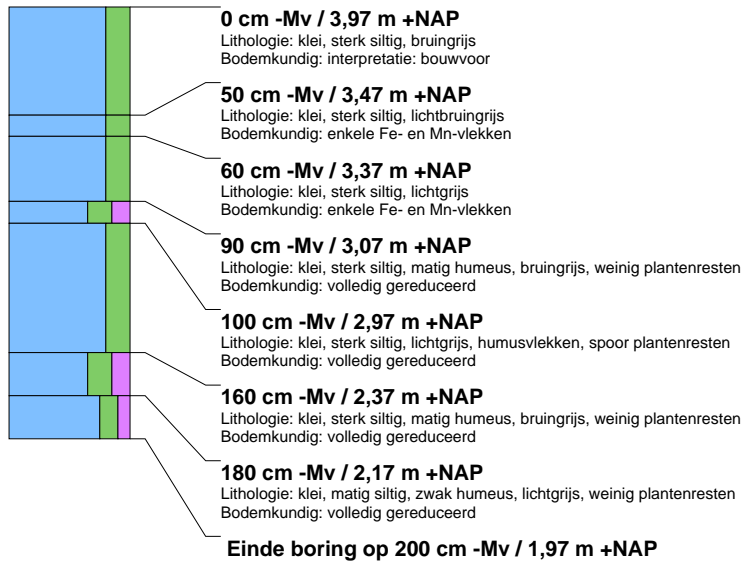 0 cm -Mv / 3,97 m +NAP
Lithologie: klei, sterk siltig, bruingrijs
Bodemkundig: interpretatie: bouwvoor
50 cm -Mv / 3,47 m +NAP
Lithologie: klei, sterk siltig, lichtbruingrijs
Bodemkundig: enkele Fe- en Mn-vlekken
60 cm -Mv / 3,37 m +NAP
Lithologie: klei, sterk siltig, lichtgrijs
Bodemkundig: enkele Fe- en Mn-vlekken
90 cm -Mv / 3,07 m +NAP
Lithologie: klei, sterk siltig, matig humeus, bruingrijs, weinig plantenresten
Bodemkundig: volledig gereduceerd
100 cm -Mv / 2,97 m +NAP
Lithologie: klei, sterk siltig, lichtgrijs, humusvlekken, spoor plantenresten
Bodemkundig: volledig gereduceerd
160 cm -Mv / 2,37 m +NAP
Lithologie: klei, sterk siltig, matig humeus, bruingrijs, weinig plantenresten
Bodemkundig: volledig gereduceerd
180 cm -Mv / 2,17 m +NAP
Lithologie: klei, matig siltig, zwak humeus, lichtgrijs, weinig plantenresten
Bodemkundig: volledig gereduceerd
Einde boring op 200 cm -Mv / 1,97 m +NAP